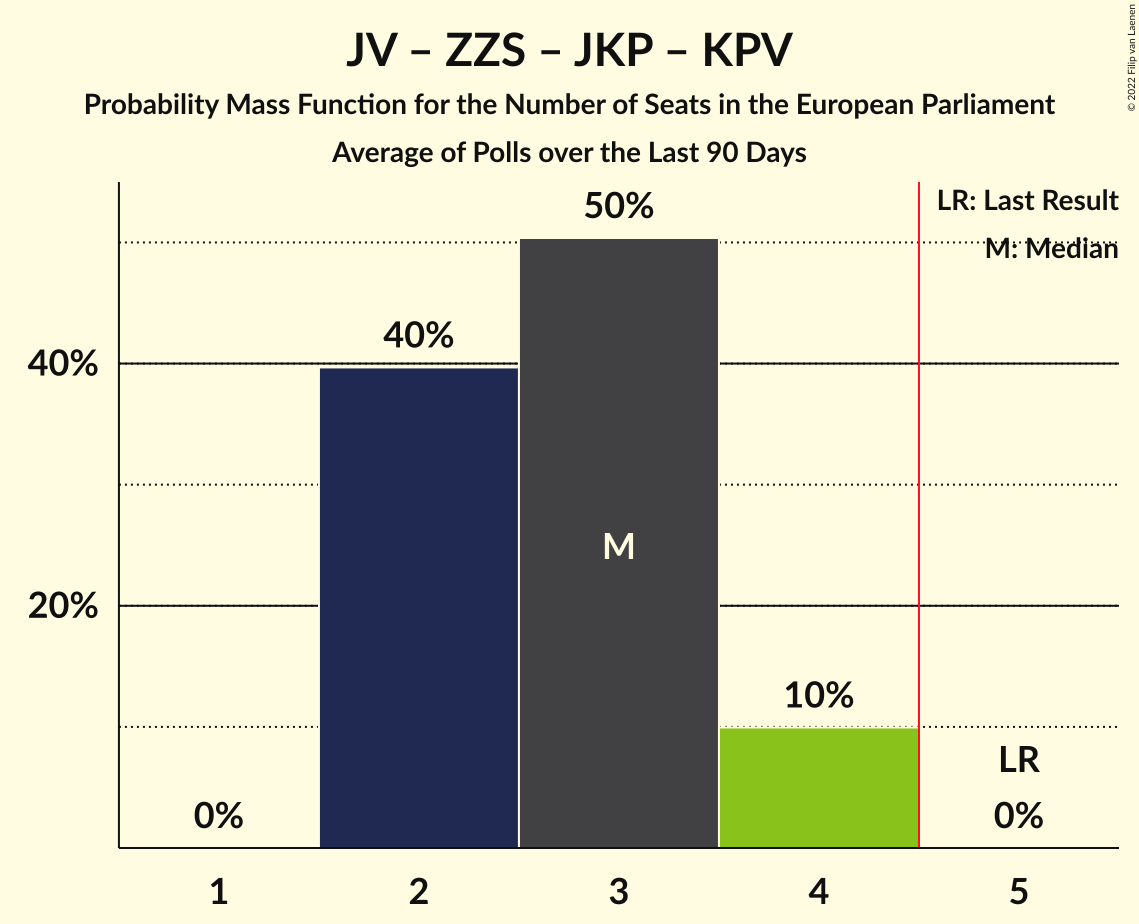 JV – ZZS – JKP – KPV
Probability Mass Function for the Number of Seats in the European Parliament
Average of Polls over the Last 90 Days
© 2022 Filip van Laenen
LR: Last Result
M: Median
50%
40%
40%
M
20%
10%
LR
0%
0%
1
2
3
4
5